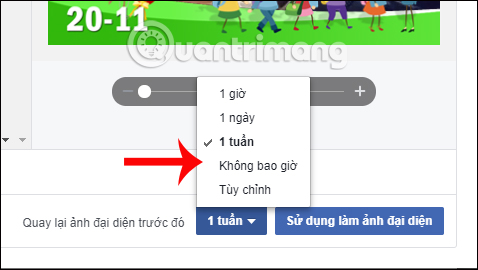 20-11
Quantrimang
1 giờ
1 ngày
1 tuần
Không bao giờ
Tùy chỉnh
Quay lại ảnh đại diện trước đó
1 tuần
Sử dụng làm ảnh đại diện